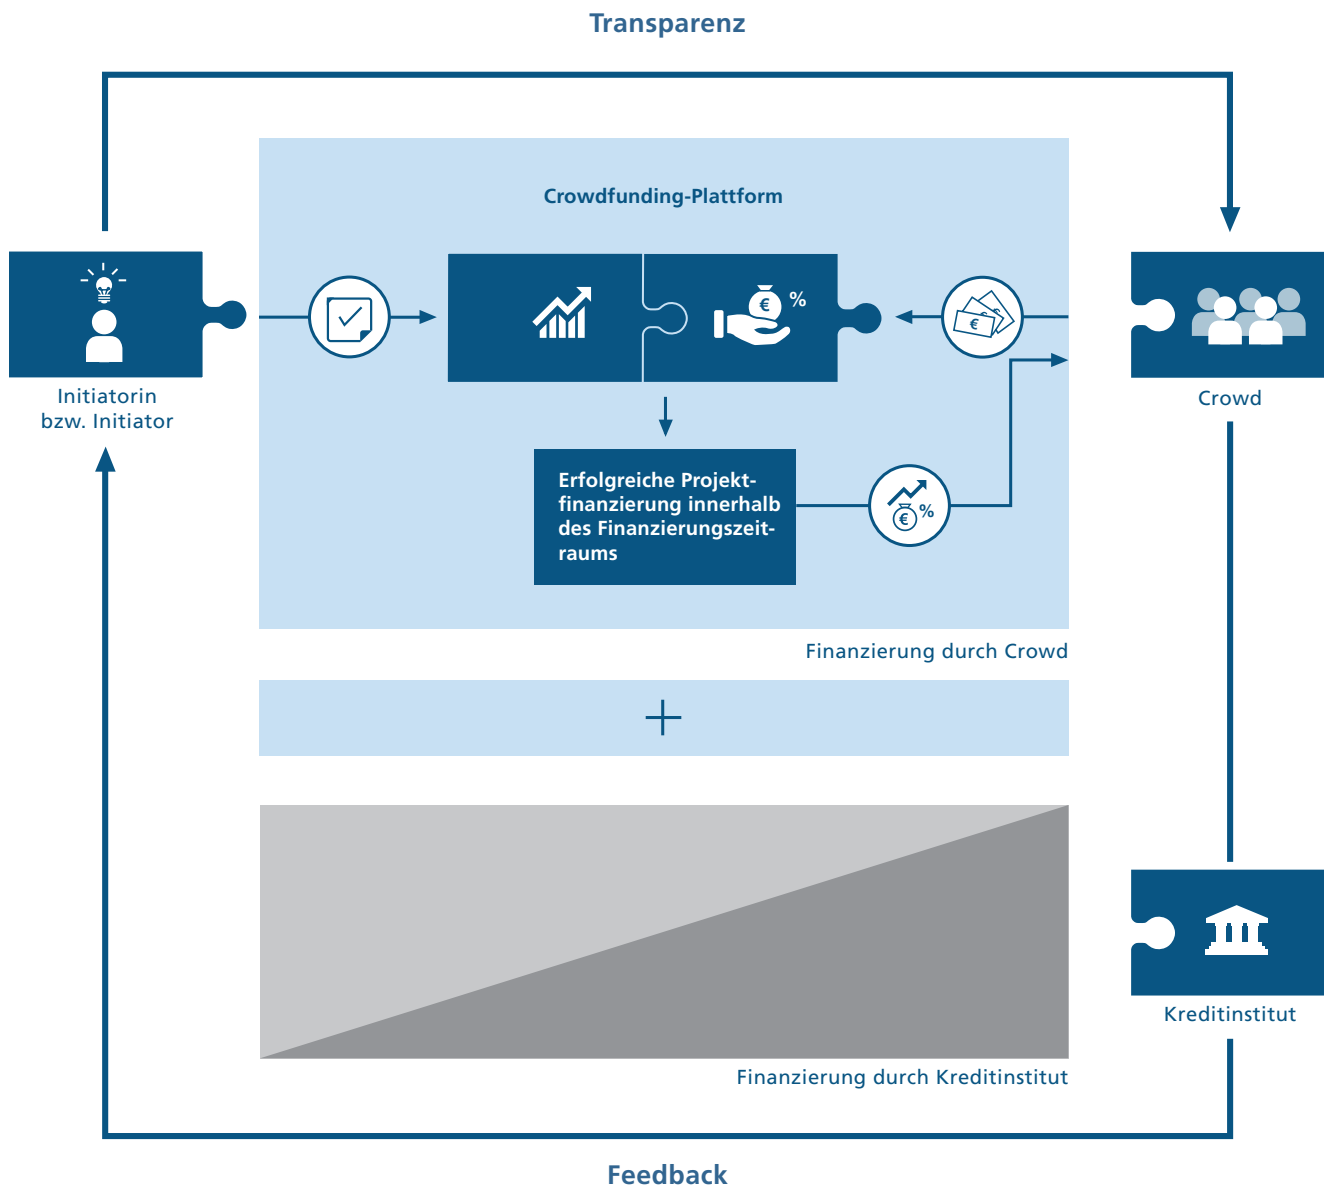 Transparenz
Crowdfunding-Plattform
€
%
€
€
€
Initiatorin
bzw. Initiator
Crowd
Erfolgreiche Projekt-
finanzierung innerhalb
des Finanzierungszeit-
raums
€
%
Finanzierung durch Crowd
+
Kreditinstitut
Finanzierung durch Kreditinstitut
Feedback